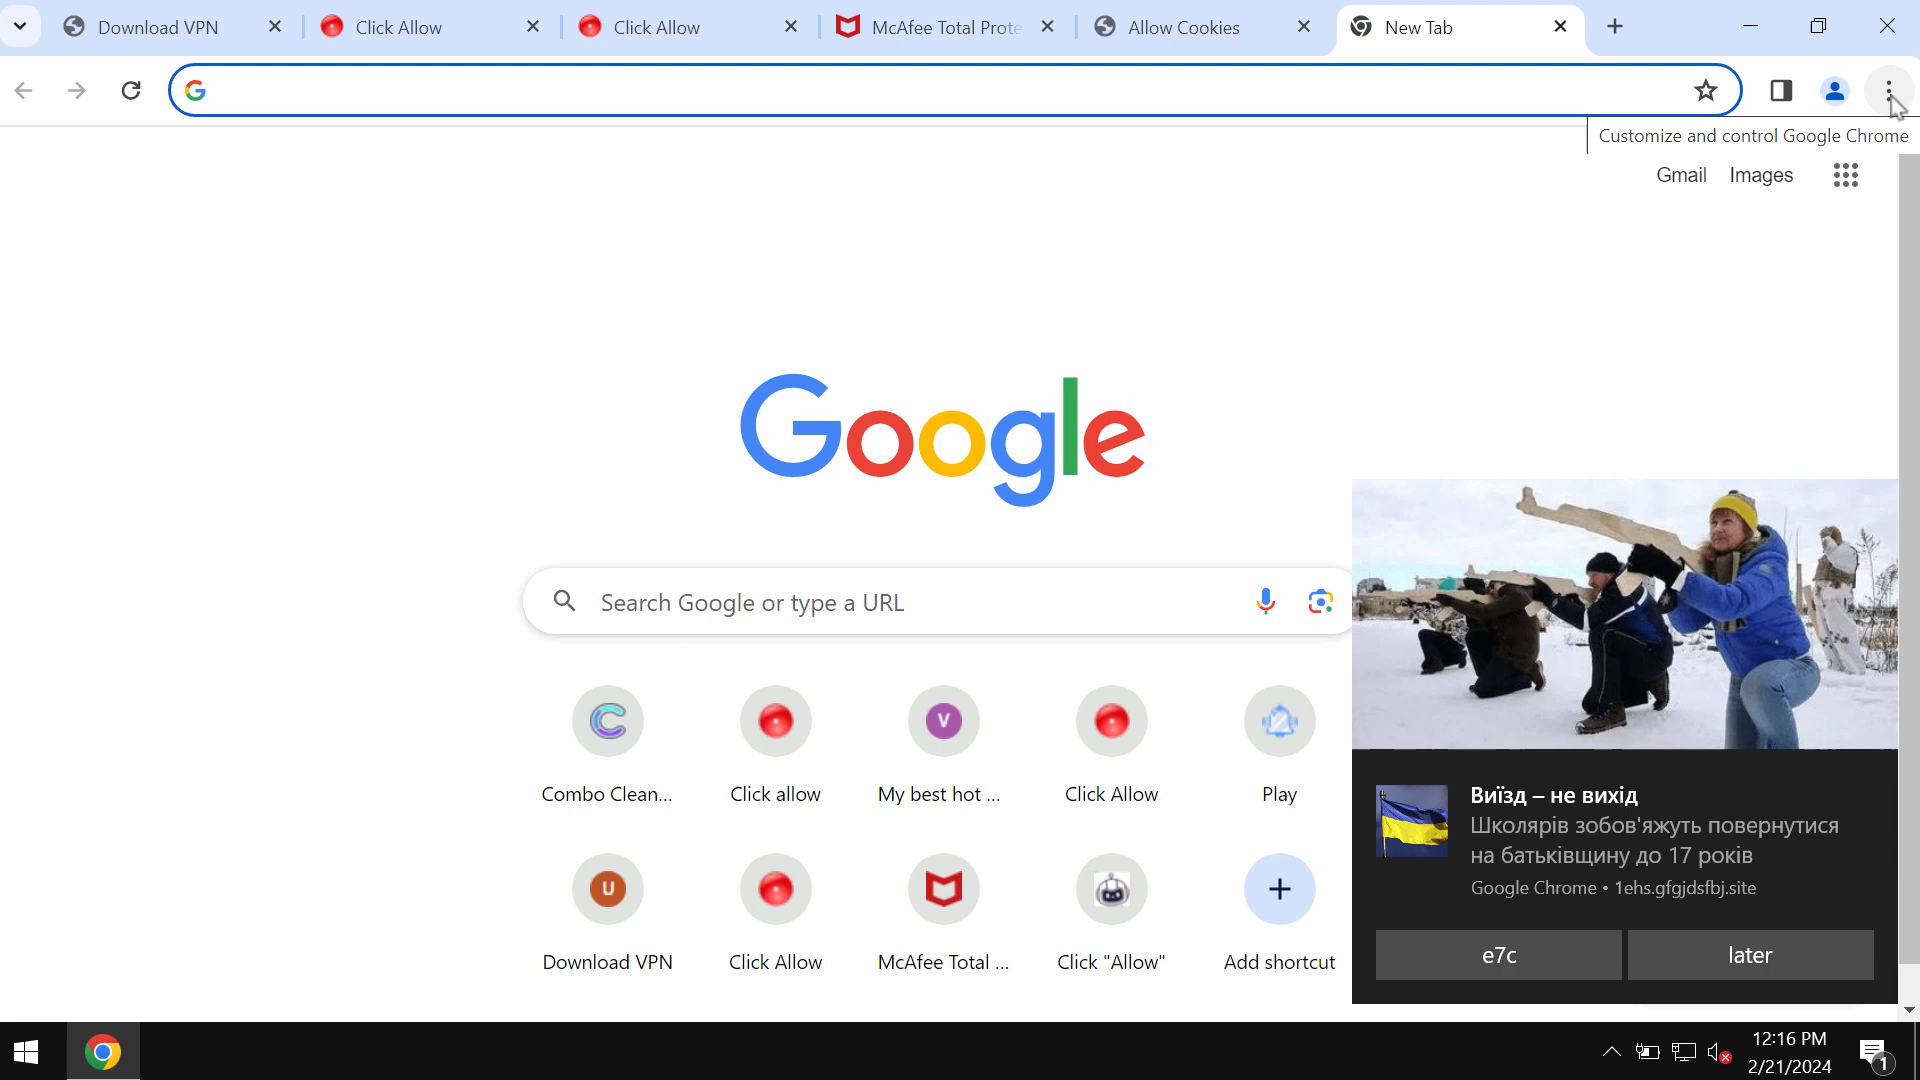 Download VPN
Click Allow
Click Allow
McAfee Total Prote
Allow Cookies
New Tab
Customize and control Google Chrome
Gmail
Images
Google
Search Google or type a URL
Combo Clean...
Click allow
V
My best hot ...
Click Allow
Play
U
Download VPN
Click Allow
McAfee Total ...
Click "Allow"
Add shortcut
Виїзд – не вихід
Школярів зобов'яжуть повернутися
на батьківщину до 17 років
Google Chrome • 1ehs.gfgjdsfbj.site
e7c
later
12:16 PM
2/21/2024
1